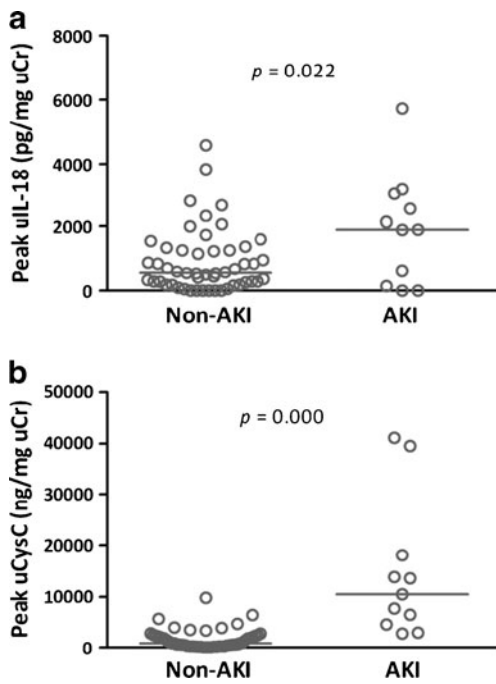 a
Peak uIL-18 (pg/mg uCr)
8000
6000
4000
2000
0
p = 0.022
Non-AKI
AKI
b
Peak uCysC (ng/mg uCr)
50000
40000
30000
20000
10000
0
p = 0.000
Non-AKI
AKI